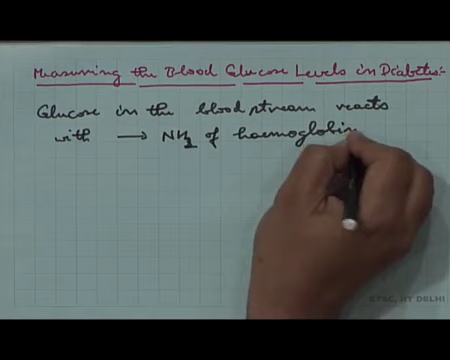 Measuring the Blood Glucose Levels in Diabetes:-
Glucose in the blood stream reacts
with → NH2 of haemoglobin
ETSC, IIT DELHI